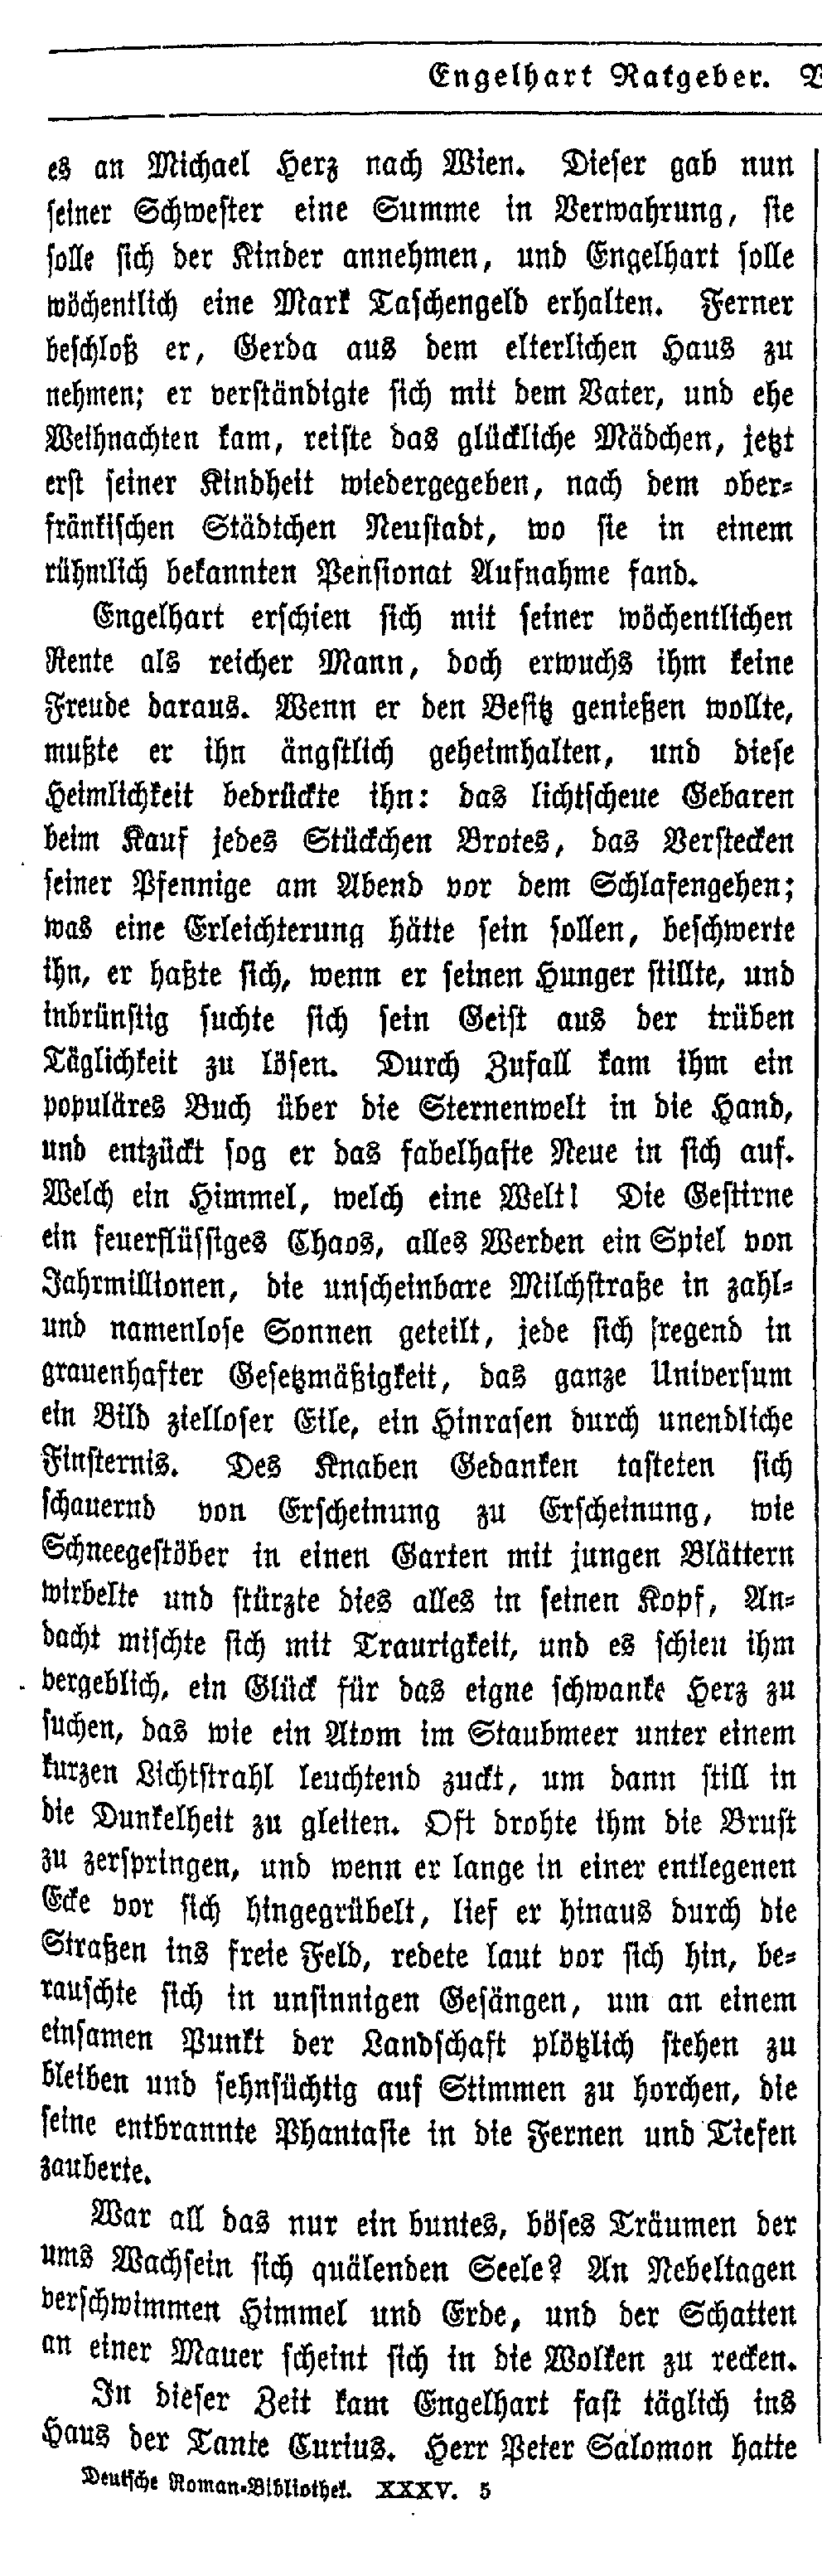 Engelhart Ratgeber.
es an Michael Herz nach Wien. Dieser gab nun
seiner Schwester eine Summe in Verwahrung, sie
solle sich der Kinder annehmen, und Engelhart solle
wöchentlich eine Mark Taschengeld erhalten. Ferner
beschloß er, Gerda aus dem elterlichen Haus zu
nehmen; er verständigte sich mit dem Vater, und ehe
Weihnachten kam, reiste das glückliche Mädchen, jetzt
erst seiner Kindheit wiedergegeben, nach dem ober-
fränkischen Städtchen Neustadt, wo sie in einem
rühmlich bekannten Pensionat Aufnahme fand.
Engelhart erschien sich mit seiner wöchentlichen
Rente als reicher Mann, doch erwuchs ihm keine
Freude daraus. Wenn er den Besitz genießen wollte,
mußte er ihn ängstlich geheimhalten, und diese
Heimlichkeit bedrückte ihn: das lichtscheue Gebaren
beim Kauf jedes Stückchen Brotes, das Verstecken
seiner Pfennige am Abend vor dem Schlafengehen;
was eine Erleichterung hätte sein sollen, beschwerte
ihn, er haßte sich, wenn er seinen Hunger stillte, und
inbrünstig suchte sich sein Geist aus der trüben
Täglichkeit zu lösen. Durch Zufall kam ihm ein
populäres Buch über die Sternenwelt in die Hand,
und entzückt sog er das fabelhafte Neue in sich auf.
Welch ein Himmel, welch eine Welt! Die Gestirne
ein feuerflüssiges Chaos, alles Werden ein Spiel von
Jahrmillionen, die unscheinbare Milchstraße in zahl-
und namenlose Sonnen geteilt, jede sich regend in
grauenhafter Gesetzmäßigkeit, das ganze Universum
ein Bild zielloser Eile, ein Hinrasen durch unendliche
Finsternis. Des Knaben Gedanken tasteten sich
schauernd von Erscheinung zu Erscheinung, wie
Schneegestöber in einen Garten mit jungen Blättern
wirbelte und stürzte dies alles in seinen Kopf, An-
dacht mischte sich mit Traurigkeit, und es schien ihm
vergeblich, ein Glück für das eigne schwanke Herz zu
suchen, das wie ein Atom im Staubmeer unter einem
kurzen Lichtstrahl leuchtend zuckt, um dann still in
die Dunkelheit zu gleiten. Oft drohte ihm die Brust
zu zerspringen, und wenn er lange in einer entlegenen
Ecke vor sich hingegrübelt, lief er hinaus durch die
Straßen ins freie Feld, redete laut vor sich hin, be-
rauschte sich in unsinnigen Gesängen, um an einem
einsamen Punkt der Landschaft plötzlich stehen zu
bleiben und sehnsüchtig auf Stimmen zu horchen, die
seine entbrannte Phantasie in die Fernen und Tiefen
zauberte.
War all das nur ein buntes, böses Träumen der
ums Wachsein sich quälenden Seele? An Nebeltagen
verschwimmen Himmel und Erde, und der Schatten
an einer Mauer scheint sich in die Wolken zu recken.
In dieser Zeit kam Engelhart fast täglich ins
Haus der Tante Curius. Herr Peter Salomon hatte
Deutsche Roman-Bibliothek. XXXV. 5